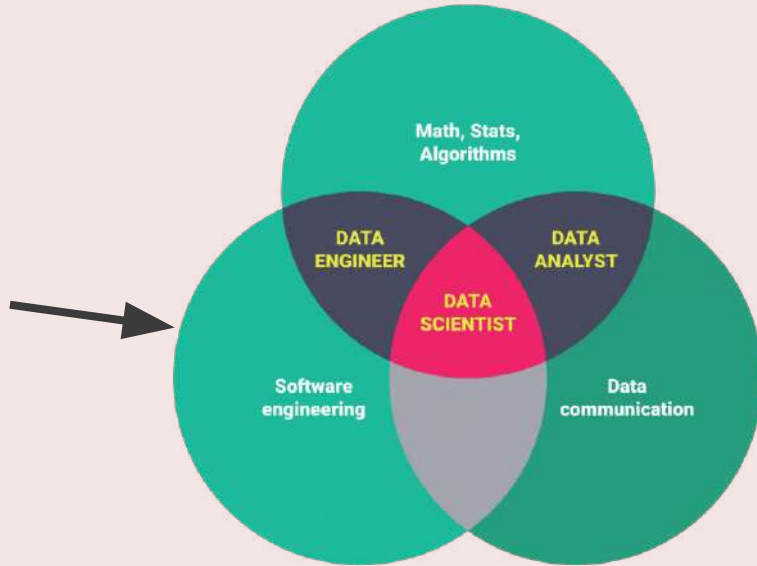 Math, Stats,
Algorithms
DATA
ENGINEER
DATA
ANALYST
DATA
SCIENTIST
Software
engineering
Data
communication